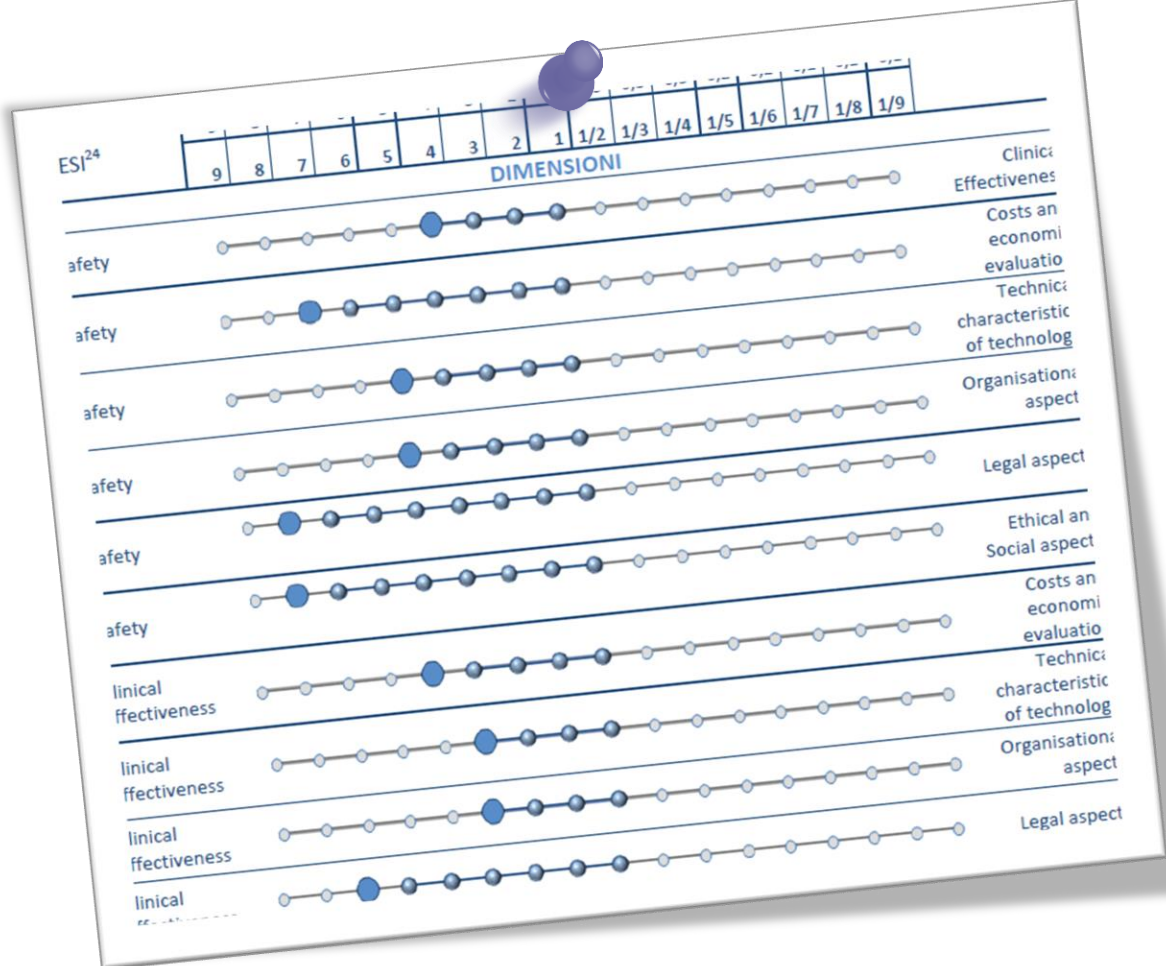 ESI24
9 8 7 6 5 4 3 2 1 1/2 1/3 1/4 1/5 1/6 1/7 1/8 1/9
DIMENSIONI
afety
Clinica
Effectivenes
afety
Costs an
economi
evaluatio
afety
Technica
characteristic
of technolog
afety
Organisationa
aspect
afety
Legal aspect
afety
Ethical an
Social aspect
linical
ffectiveness
Costs an
economi
evaluatio
linical
ffectiveness
Technica
characteristic
of technolog
linical
ffectiveness
Organisationa
aspect
linical
Legal aspect